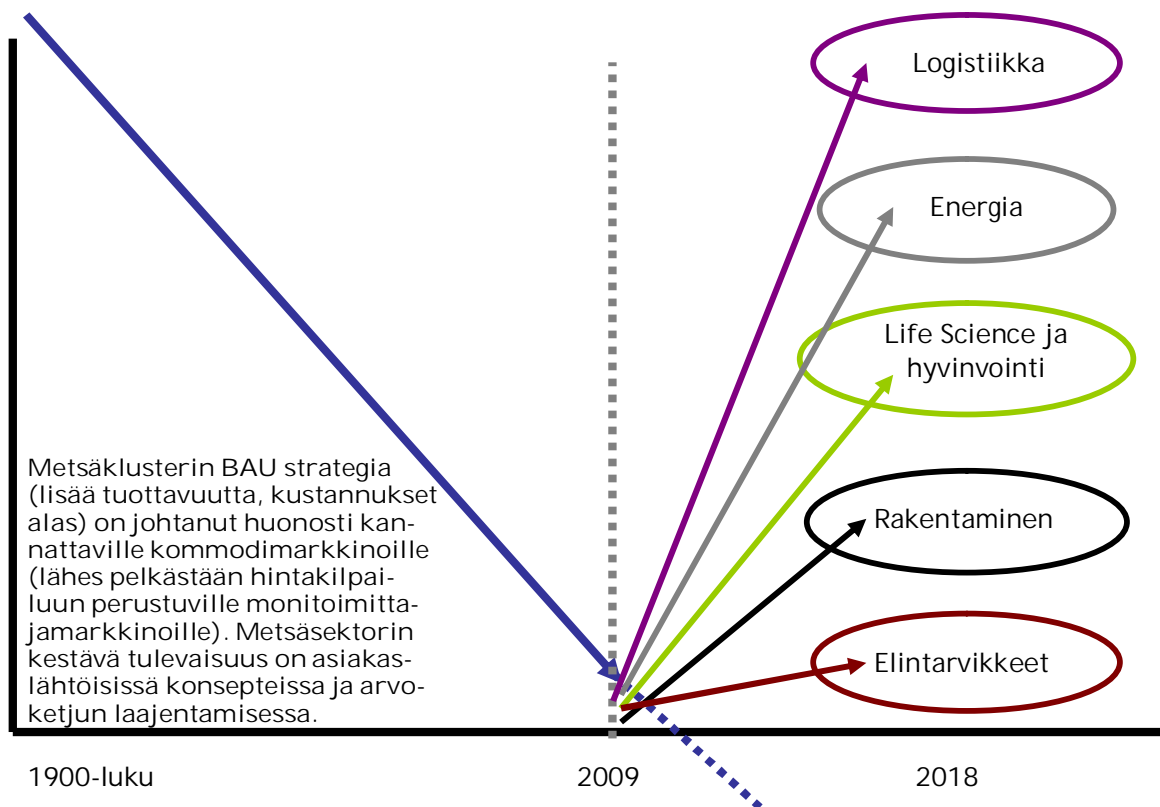 Logistiikka
Energia
Life Science ja
hyvinvointi
Metsäklusterin BAU strategia
(lisää tuottavuutta, kustannukset
alas) on johtanut huonosti kan-
nattaville kommodimarkkinoille
(lähes pelkästään hintakilpai-
luun perustuville monitoimitta-
jamarkkinoille). Metsäsektorin
kestävä tulevaisuus on asiakas-
lähtöisissä konsepteissa ja arvo-
ketjun laajentamisessa.
Rakentaminen
Elintarvikkeet
1900-luku
2009
2018